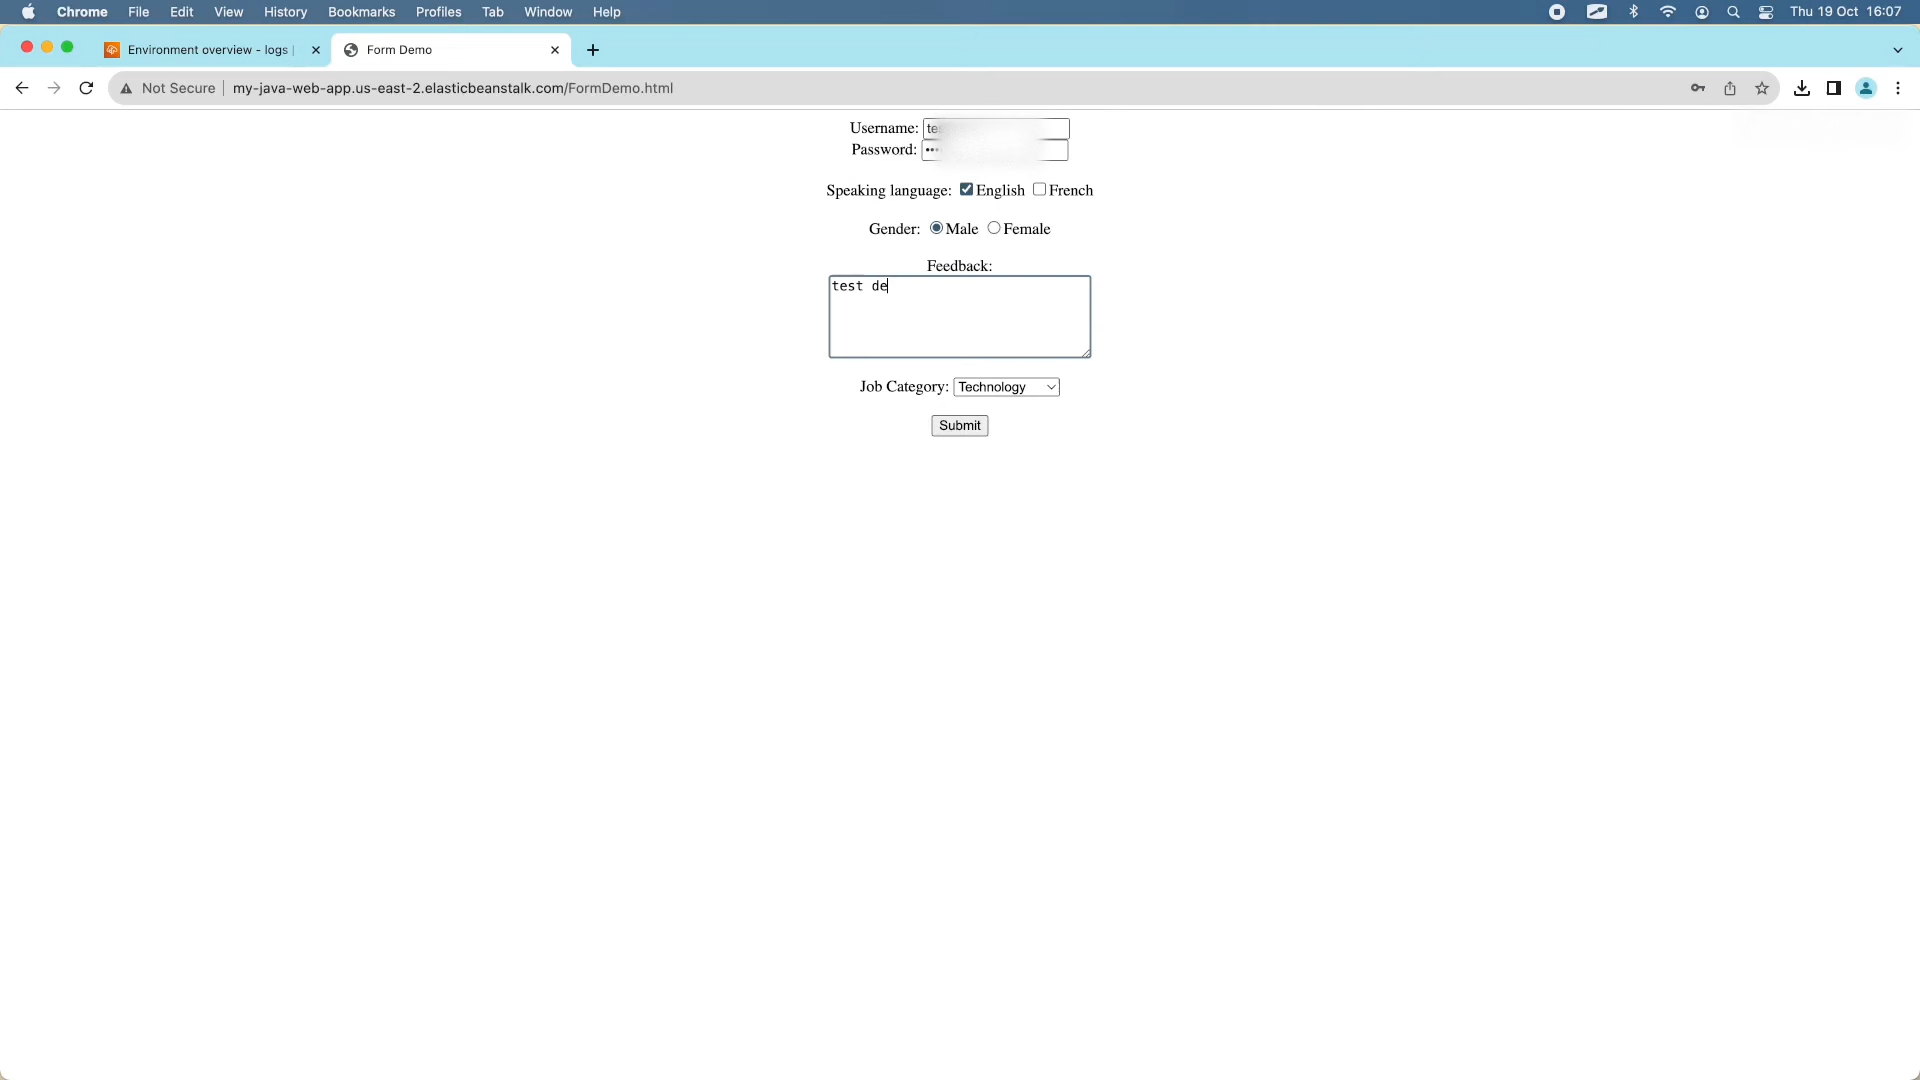 Chrome File Edit View History Bookmarks Profiles Tab Window Help Thu 19 Oct 16:07
Environment overview - logs Form Demo
Not Secure my-java-web-app.us-east-2.elasticbeanstalk.com/FormDemo.html
Username:
Password:
Speaking language: English French
Gender: Male Female
Feedback:
test de
Job Category: Technology
Submit